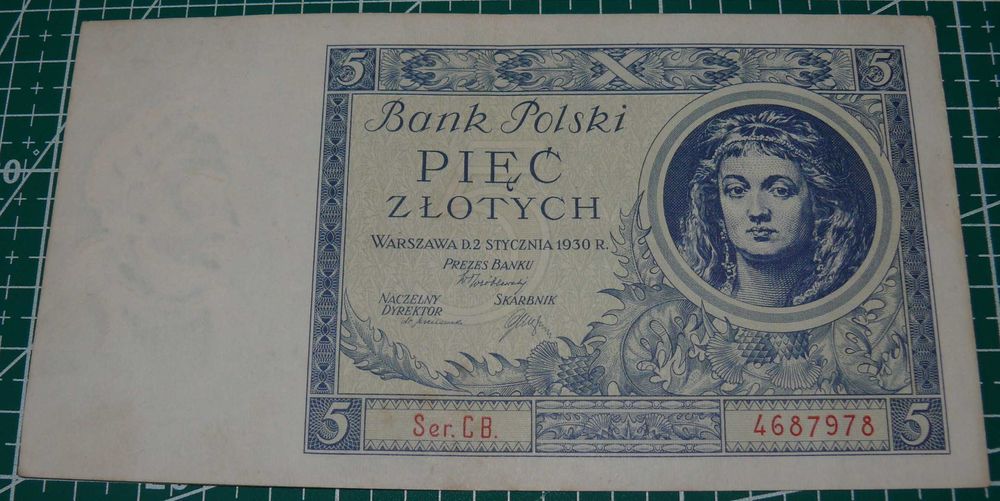 5 5
Bank Polski
PIĘĆ
ZŁOTYCH
WARSZAWA D.2 STYCZNIA 1930 R.
PREZES BANKU
NACZELNY SKARBNIK
DYREKTOR
5 Ser. C B. 4687978 5